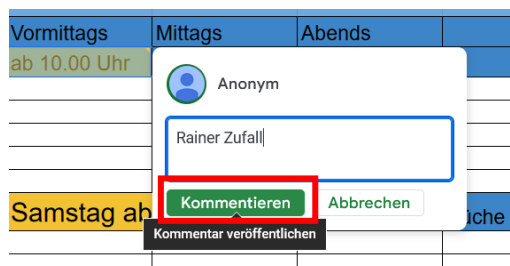 Vormittags Mittags Abends
ab 10.00 Uhr
Anonym
Rainer Zufall
Kommentieren Abbrechen
Samstag ab
Kommentar veröffentlichen